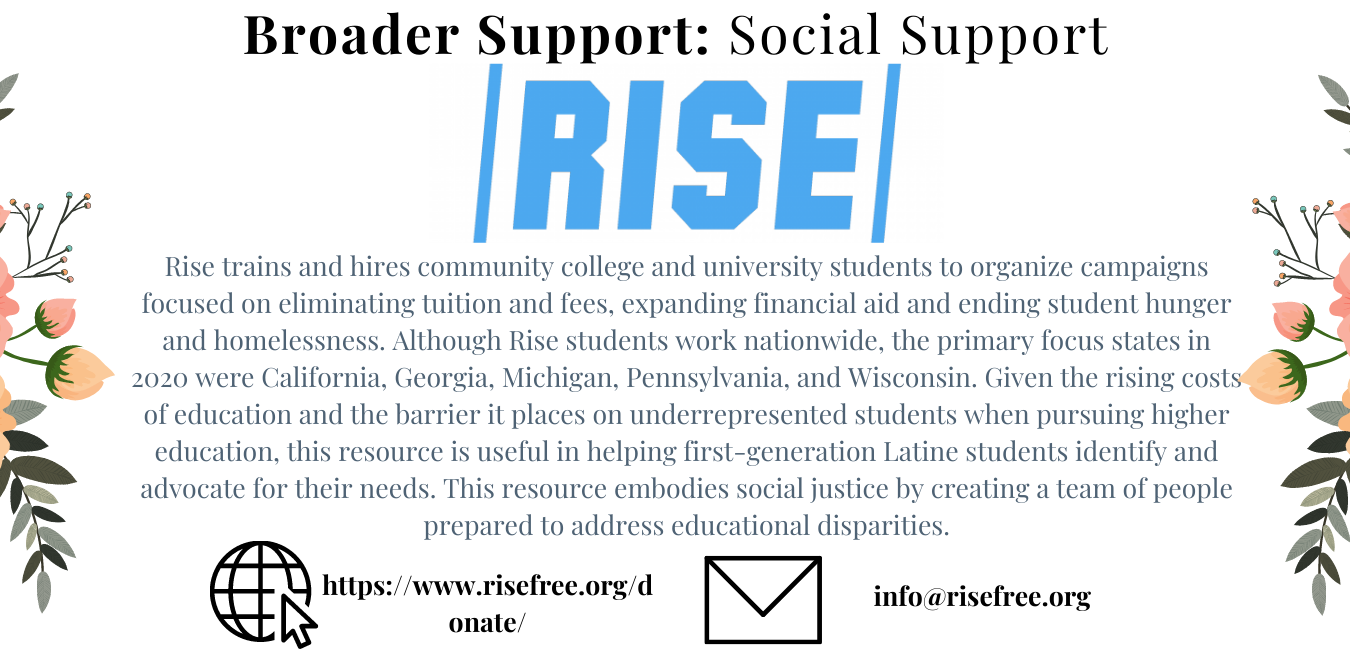 Broader Support: Social Support
|RISE|
Rise trains and hires community college and university students to organize campaigns
focused on eliminating tuition and fees, expanding financial aid and ending student hunger
and homelessness. Although Rise students work nationwide, the primary focus states in
2020 were California, Georgia, Michigan, Pennsylvania, and Wisconsin. Given the rising costs
of education and the barrier it places on underrepresented students when pursuing higher
education, this resource is useful in helping first-generation Latine students identify and
advocate for their needs. This resource embodies social justice by creating a team of people
prepared to address educational disparities.
https://www.risefree.org/d
onate/
info@risefree.org